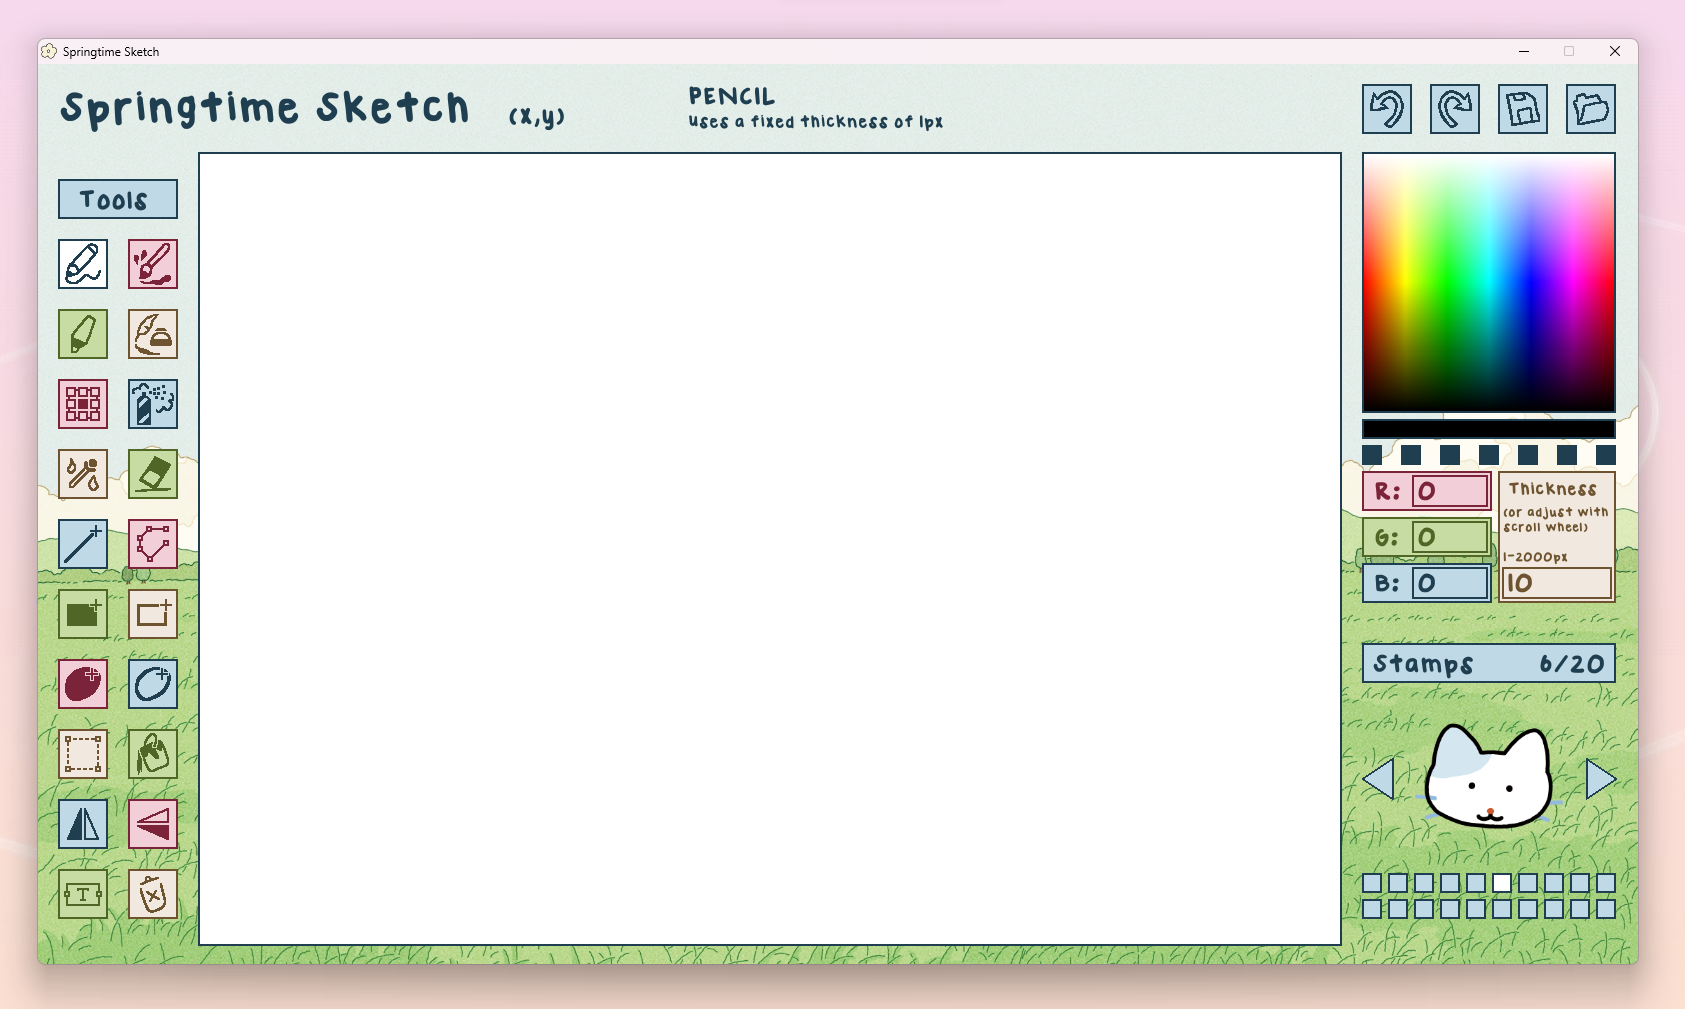 Springtime Sketch
Springtime Sketch (x,y)
PENCIL
uses a fixed thickness of 1px
Tools
R: 0
G: 0
B: 0
Thickness
(or adjust with
scroll wheel)
1-2000px
10
Stamps 6/20
T